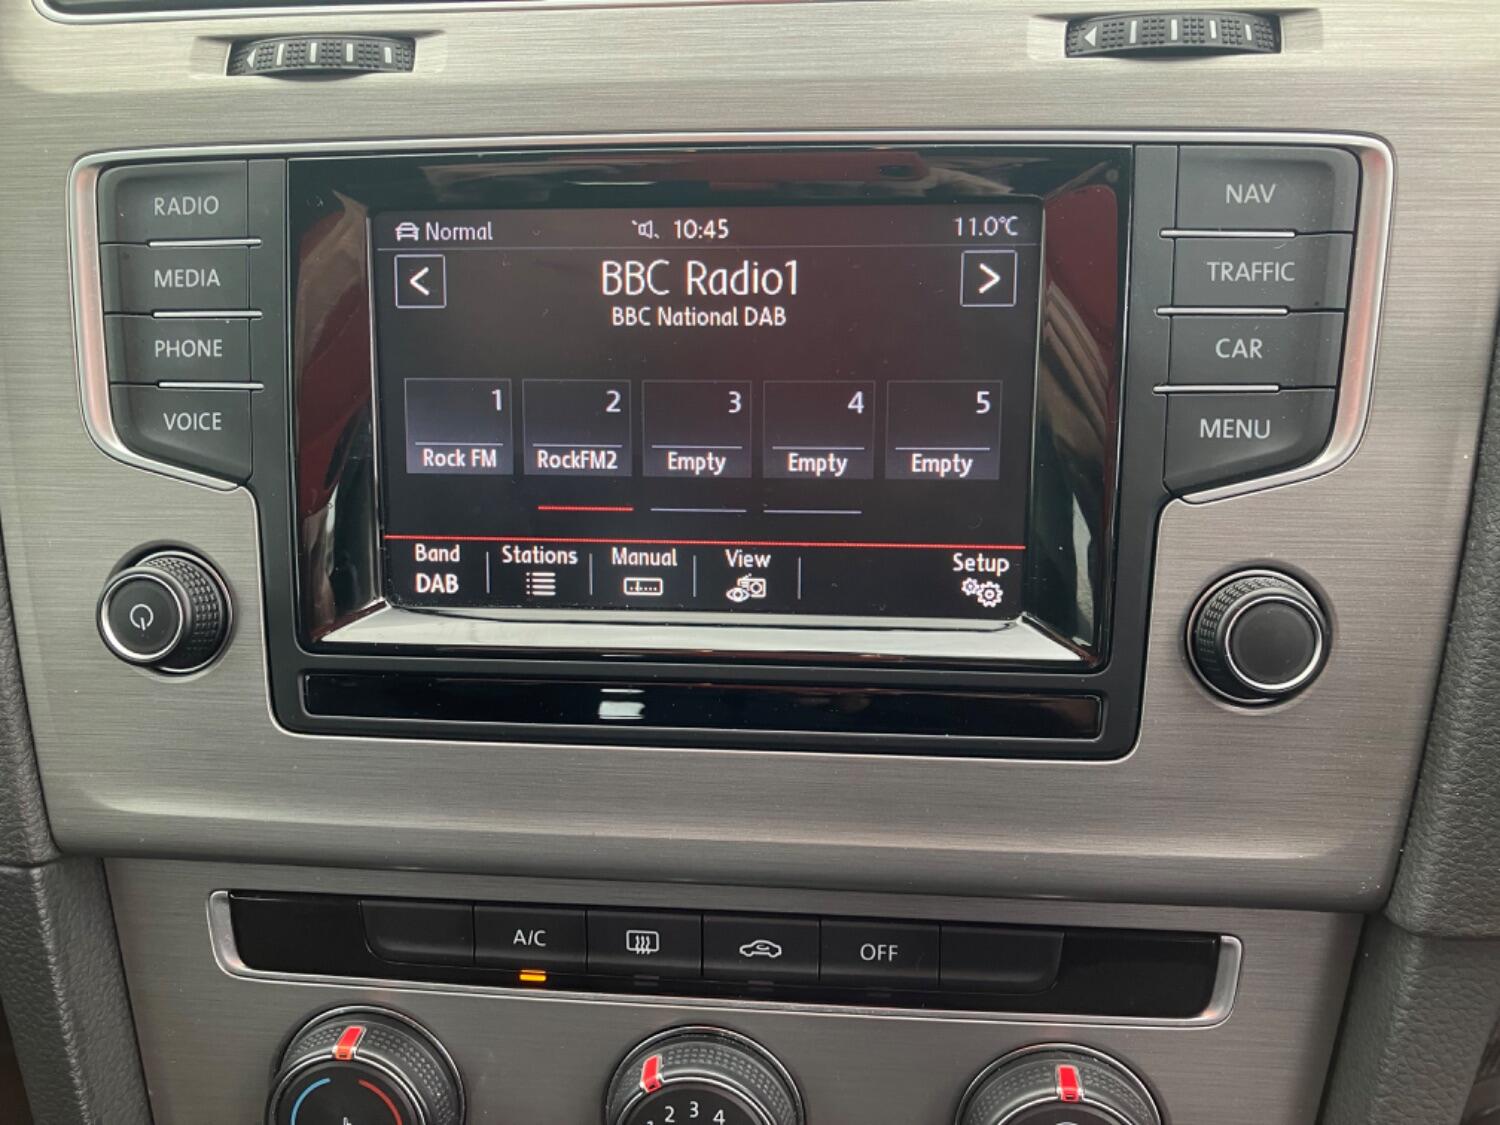 RADIO
MEDIA
PHONE
VOICE
Normal
10:45
11.0°C
<
BBC Radio1
>
BBC National DAB
1
2
3
4
5
Rock FM
RockFM2
Empty
Empty
Empty
Band
Stations
Manual
View
Setup
DAB
NAV
TRAFFIC
CAR
MENU
A/C
OFF
2 3 4